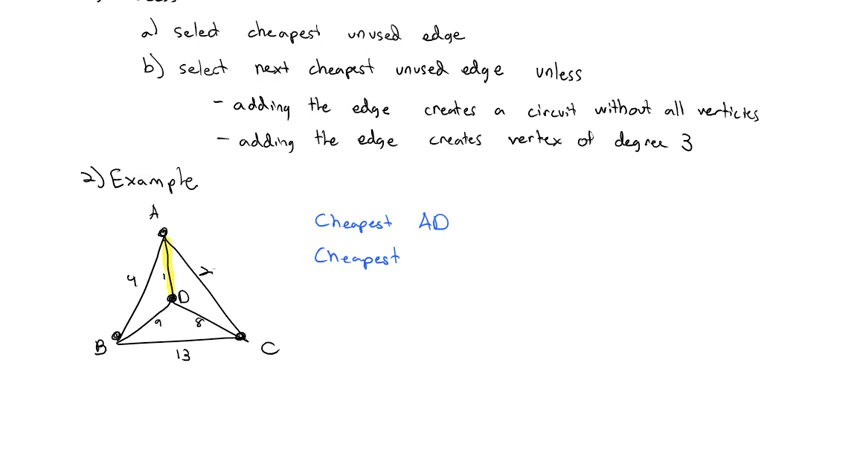 a) select cheapest unused edge
b) select next cheapest unused edge unless
- adding the edge creates a circuit without all verticies
- adding the edge creates vertex of degree 3
2) Example
A
Cheapest AD
Cheapest
4
1
2
D
9
8
B
13
C